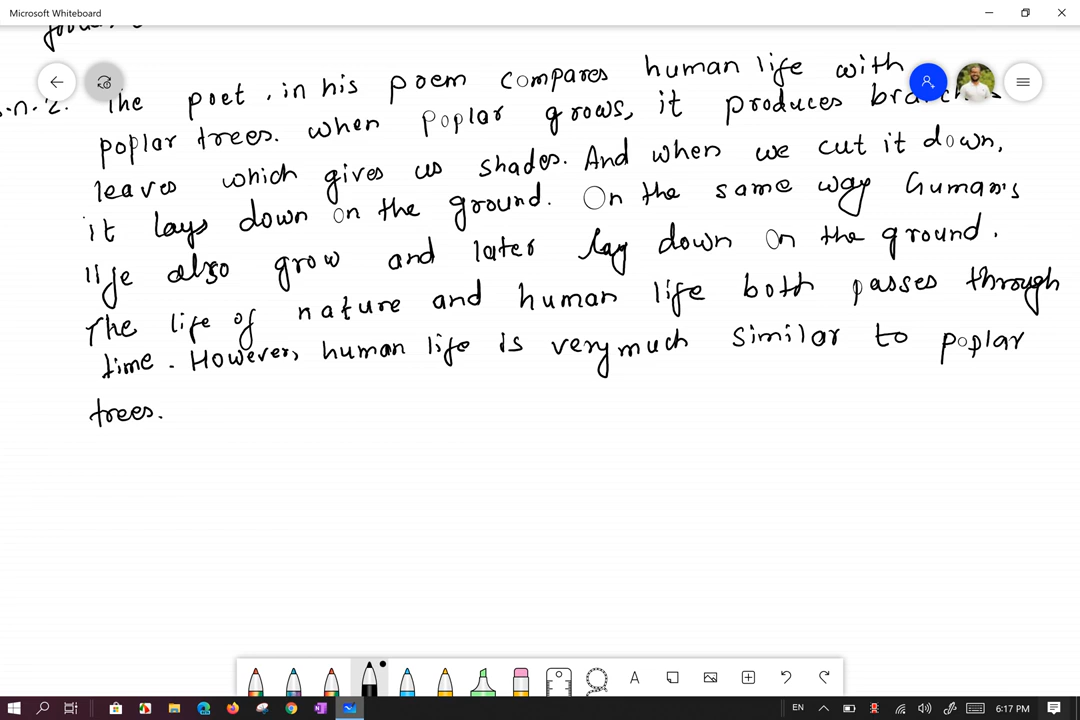 Microsoft Whiteboard
The poet, in his poem compares human life with
poplar trees. when poplar grows, it produces
leaves which gives us shades. And when we cut it down,
it lays down on the ground. On the same way human's
life also grow and later lay down on the ground.
The life of nature and human life both passes through
time. However, human life is very much similar to poplar
trees.
A
EN
6:17 PM